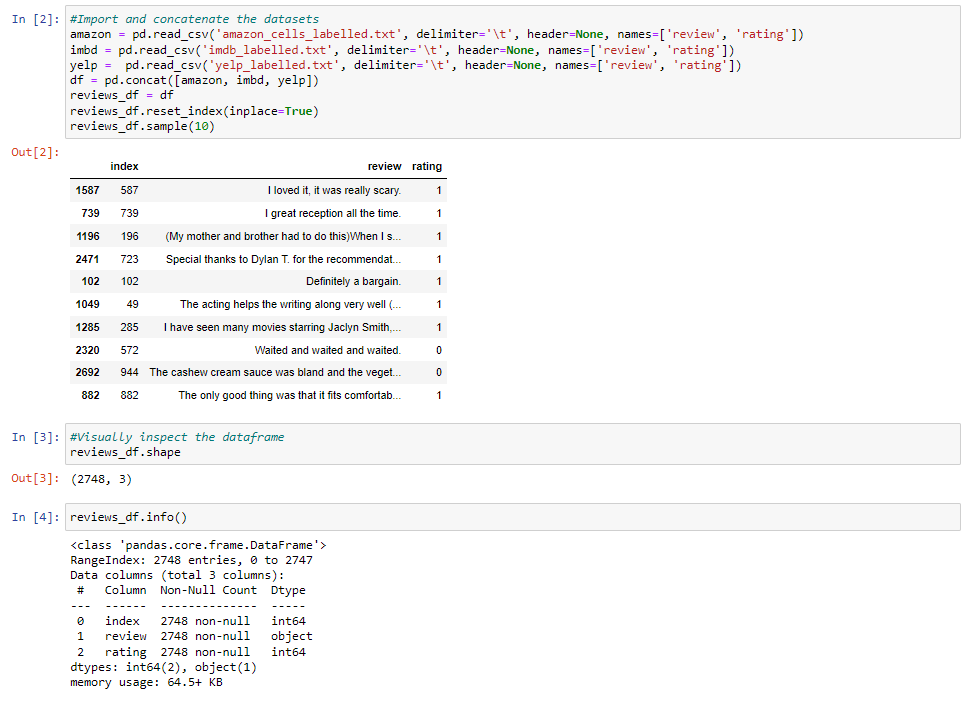 In [2]: #Import and concatenate the datasets
amazon = pd.read_csv('amazon_cells_labelled.txt', delimiter='\t', header=None, names=['review', 'rating'])
imbd = pd.read_csv('imdb_labelled.txt', delimiter='\t', header=None, names=['review', 'rating'])
yelp =  pd.read_csv('yelp_labelled.txt', delimiter='\t', header=None, names=['review', 'rating'])
df = pd.concat([amazon, imbd, yelp])
reviews_df = df
reviews_df.reset_index(inplace=True)
reviews_df.sample(10)
Out[2]:
index review rating
1587 587 I loved it, it was really scary. 1
739 739 I great reception all the time. 1
1196 196 (My mother and brother had to do this)When I s... 1
2471 723 Special thanks to Dylan T. for the recommendat... 1
102 102 Definitely a bargain. 1
1049 49 The acting helps the writing along very well (... 1
1285 285 I have seen many movies starring Jaclyn Smith,... 1
2320 572 Waited and waited and waited. 0
2692 944 The cashew cream sauce was bland and the veget... 0
882 882 The only good thing was that it fits comfortab... 1
In [3]: #Visually inspect the dataframe
reviews_df.shape
Out[3]: (2748, 3)
In [4]: reviews_df.info()
<class 'pandas.core.frame.DataFrame'>
RangeIndex: 2748 entries, 0 to 2747
Data columns (total 3 columns):
 #   Column  Non-Null Count  Dtype
---  ------  --------------  -----
 0   index   2748 non-null   int64
 1   review  2748 non-null   object
 2   rating  2748 non-null   int64
dtypes: int64(2), object(1)
memory usage: 64.5+ KB